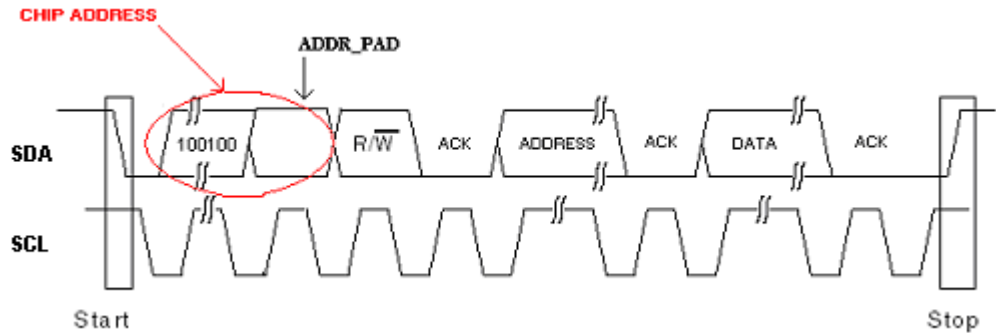 CHIP ADDRESS
ADDR_PAD
SDA 100100 R/W̅ ACK ADDRESS ACK DATA ACK
SCL
Start Stop